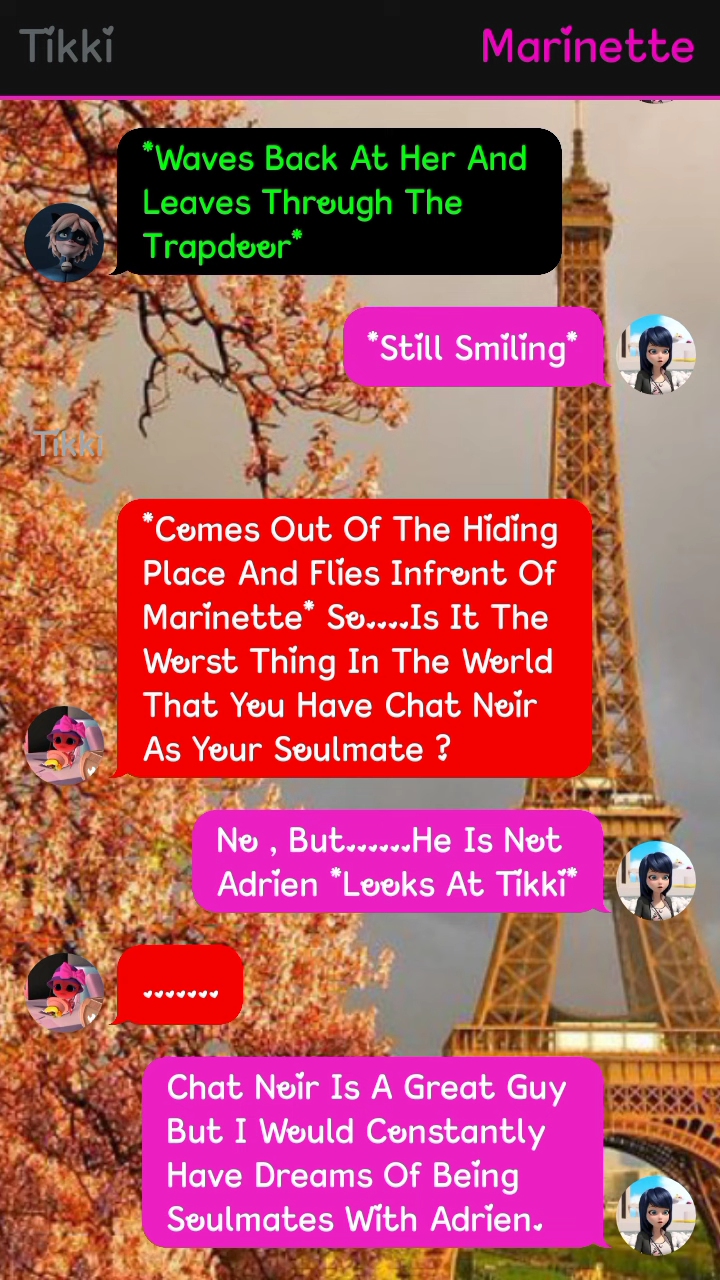 Tikki
Marinette
*Waves Back At Her And
Leaves Through The
Trapdoor*
*Still Smiling*
Tikki
*Comes Out Of The Hiding
Place And Flies Infront Of
Marinette* So....Is It The
Worst Thing In The World
That You Have Chat Noir
As Your Soulmate ?
No , But......He Is Not
Adrien *Looks At Tikki*
.......
Chat Noir Is A Great Guy
But I Would Constantly
Have Dreams Of Being
Soulmates With Adrien.